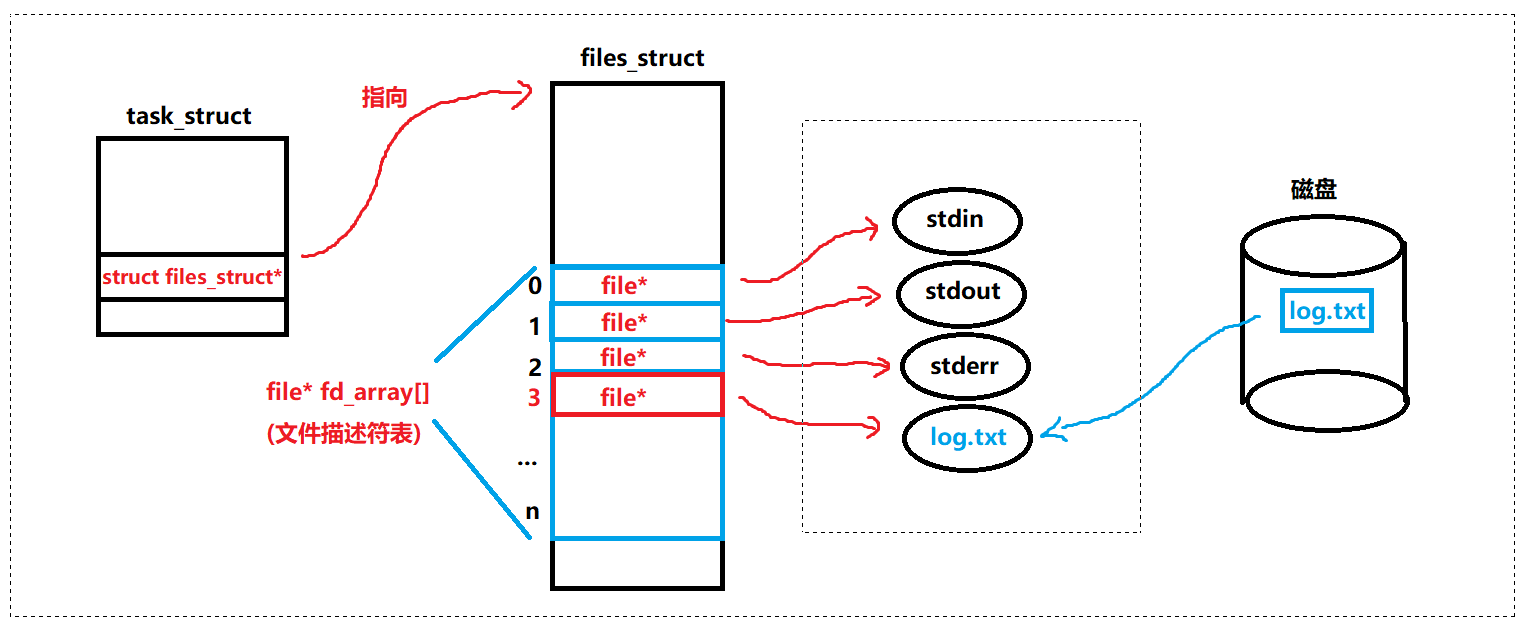 task_struct
struct files_struct*
指向
files_struct
file* fd_array[]
(文件描述符表)
0
file*
1
file*
2
file*
3
file*
...
n
stdin
stdout
stderr
log.txt
磁盘
log.txt